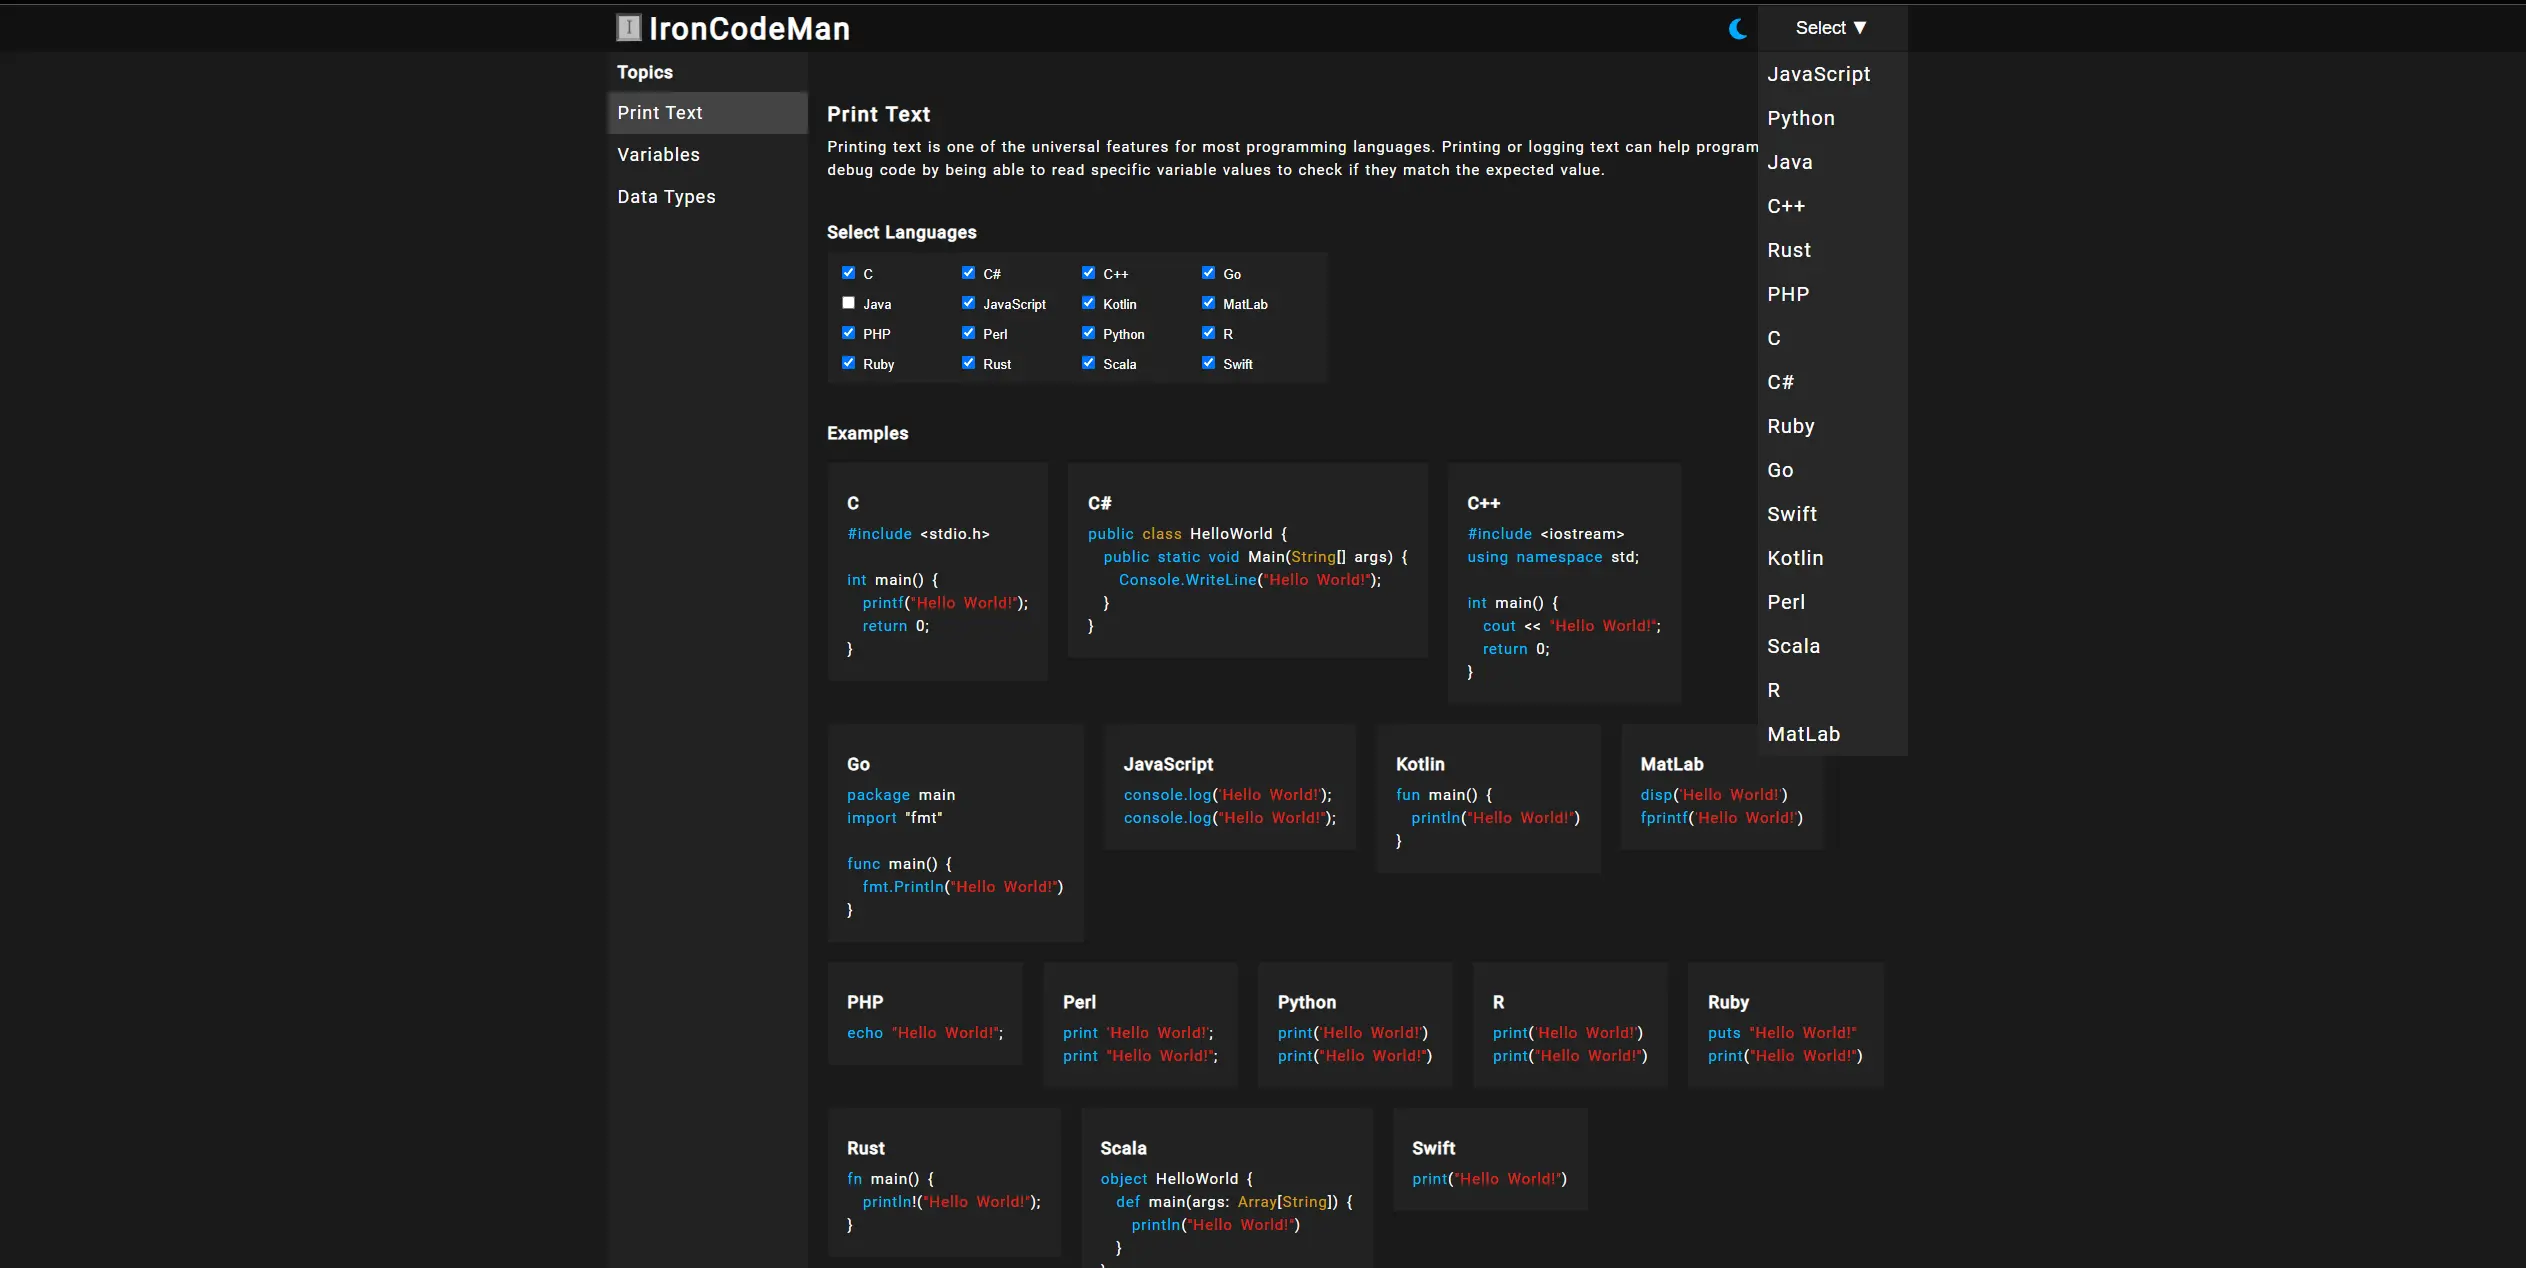 IronCodeMan
Select ▼
Topics
Print Text
Variables
Data Types
Print Text
Printing text is one of the universal features for most programming languages. Printing or logging text can help program
debug code by being able to read specific variable values to check if they match the expected value.
Select Languages
C C# C++ Go
Java JavaScript Kotlin MatLab
PHP Perl Python R
Ruby Rust Scala Swift
Examples
C
#include <stdio.h>
int main() {
printf("Hello World!");
return 0;
}
C#
public class HelloWorld {
public static void Main(String[] args) {
Console.WriteLine("Hello World!");
}
}
C++
#include <iostream>
using namespace std;
int main() {
cout << "Hello World!";
return 0;
}
Go
package main
import "fmt"
func main() {
fmt.Println("Hello World!")
}
JavaScript
console.log('Hello World!');
console.log("Hello World!");
Kotlin
fun main() {
println("Hello World!")
}
MatLab
disp('Hello World!')
fprintf('Hello World!')
PHP
echo "Hello World!";
Perl
print 'Hello World!';
print "Hello World!";
Python
print('Hello World!')
print("Hello World!")
R
print('Hello World!')
print("Hello World!")
Ruby
puts "Hello World!"
print("Hello World!")
Rust
fn main() {
println!("Hello World!");
}
Scala
object HelloWorld {
def main(args: Array[String]) {
println("Hello World!")
}
Swift
print("Hello World!")
JavaScript
Python
Java
C++
Rust
PHP
C
C#
Ruby
Go
Swift
Kotlin
Perl
Scala
R
MatLab